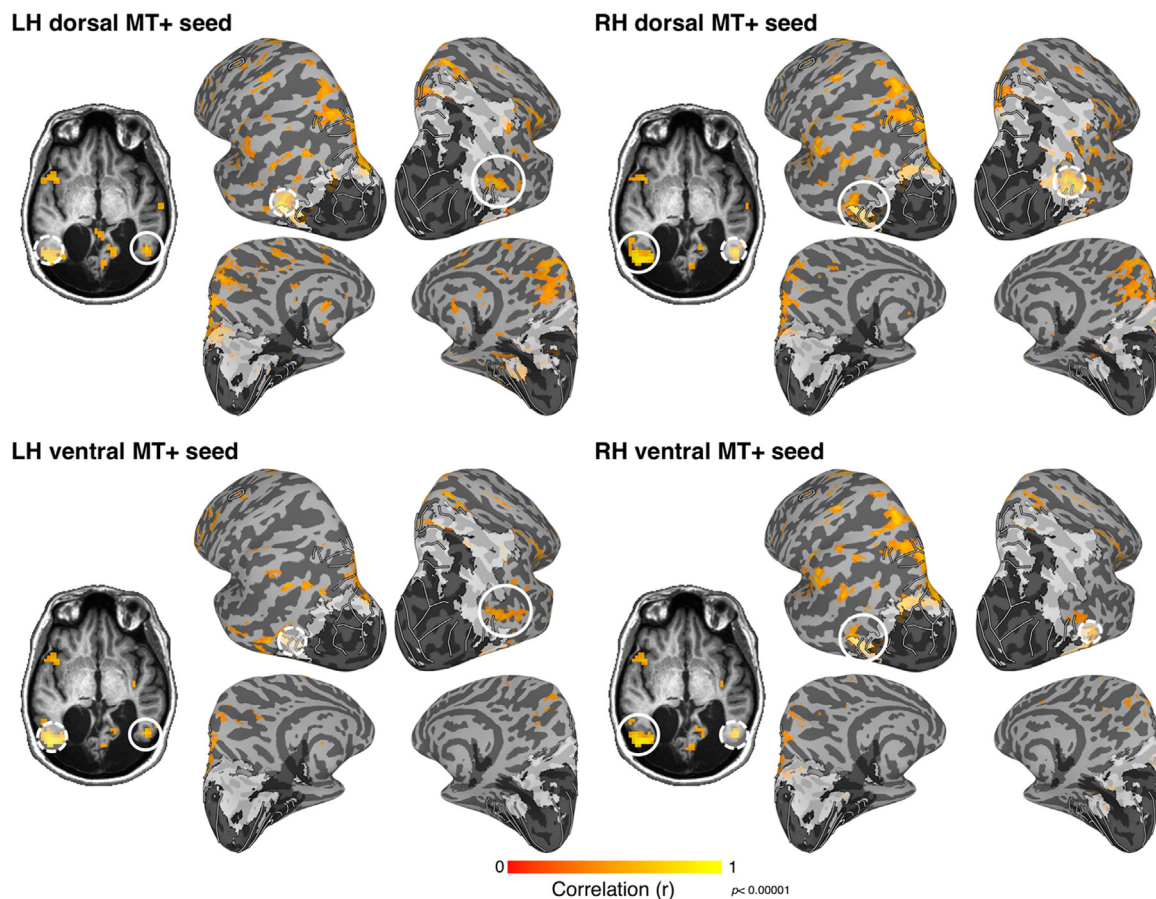 LH dorsal MT+ seed
RH dorsal MT+ seed
LH ventral MT+ seed
RH ventral MT+ seed
0 1
Correlation (r) p< 0.00001